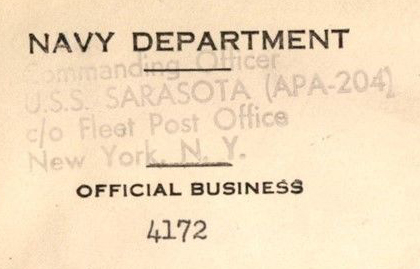 NAVY DEPARTMENT
Commanding Officer
U.S.S. SARASOTA (APA-204)
c/o Fleet Post Office
New York, N. Y.
OFFICIAL BUSINESS
4172